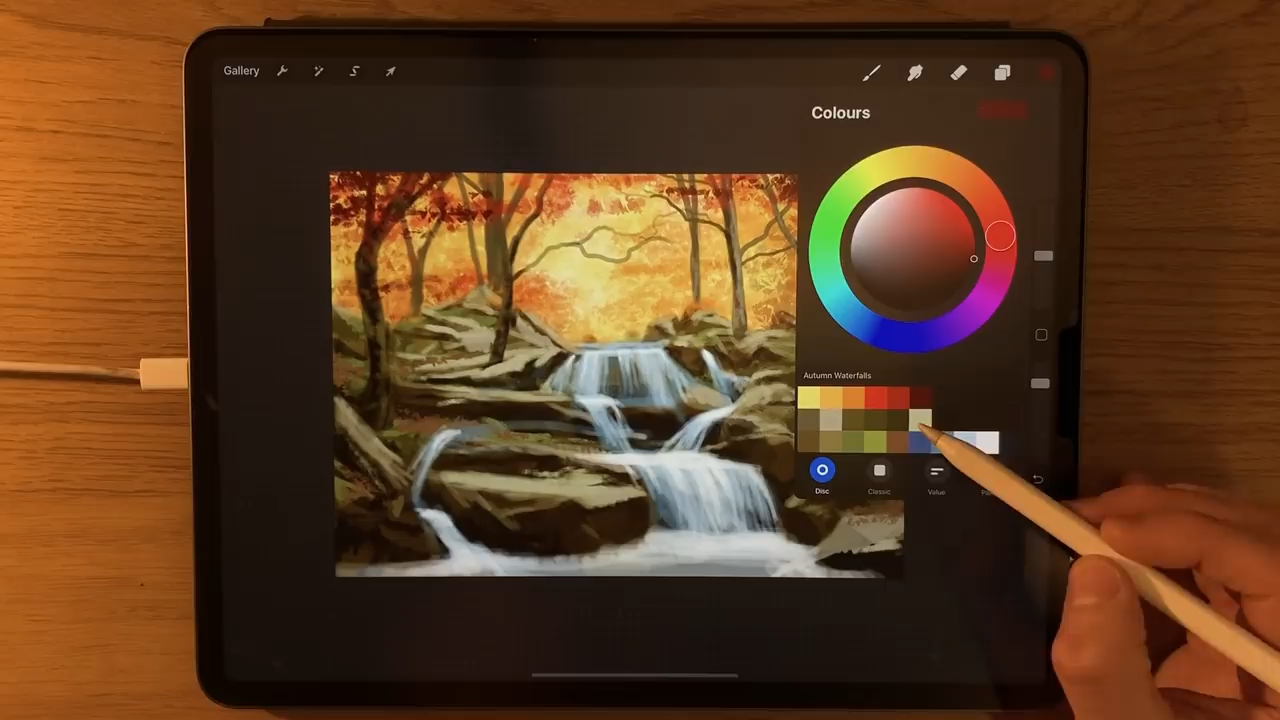 Gallery
Colours
Autumn Waterfalls
Disc
Classic
Value